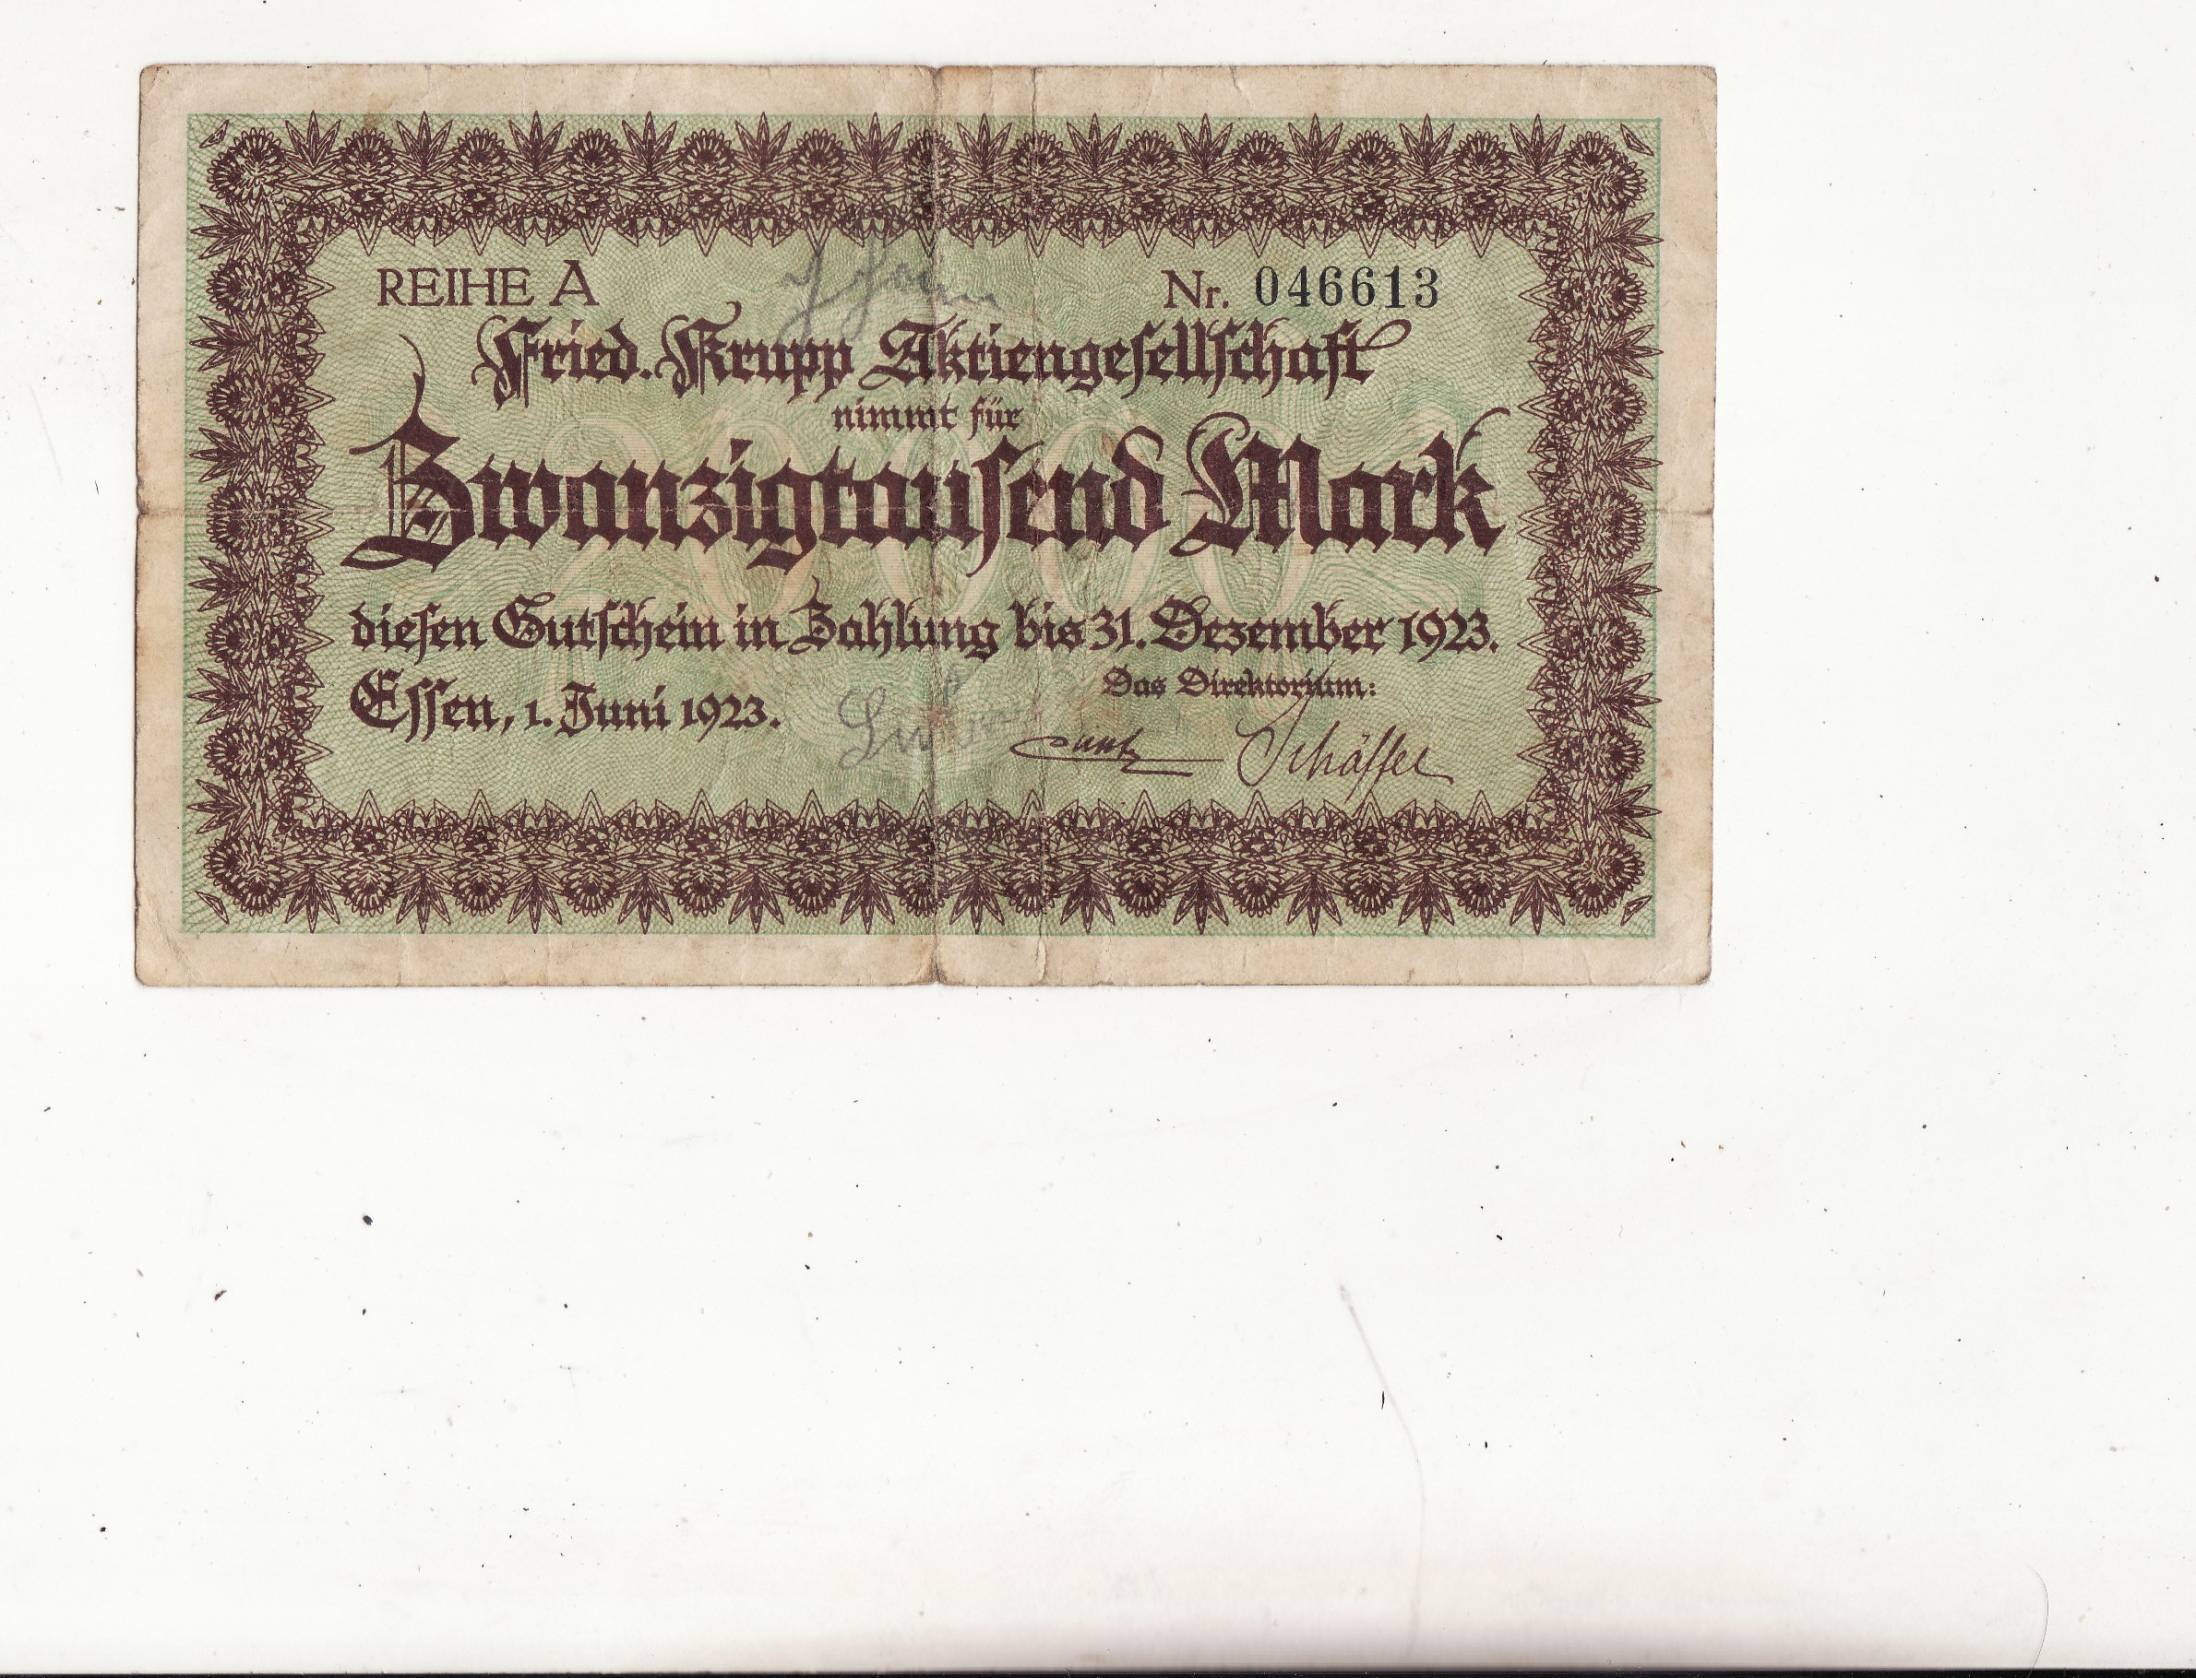 REIHE A Nr. 046613
Fried. Krupp Aktiengesellschaft
nimmt für
Zwanzigtausend Mark
diesen Gutschein in Zahlung bis 31. Dezember 1923.
Essen, 1. Juni 1923.
Das Direktorium:
Schäffer
20000